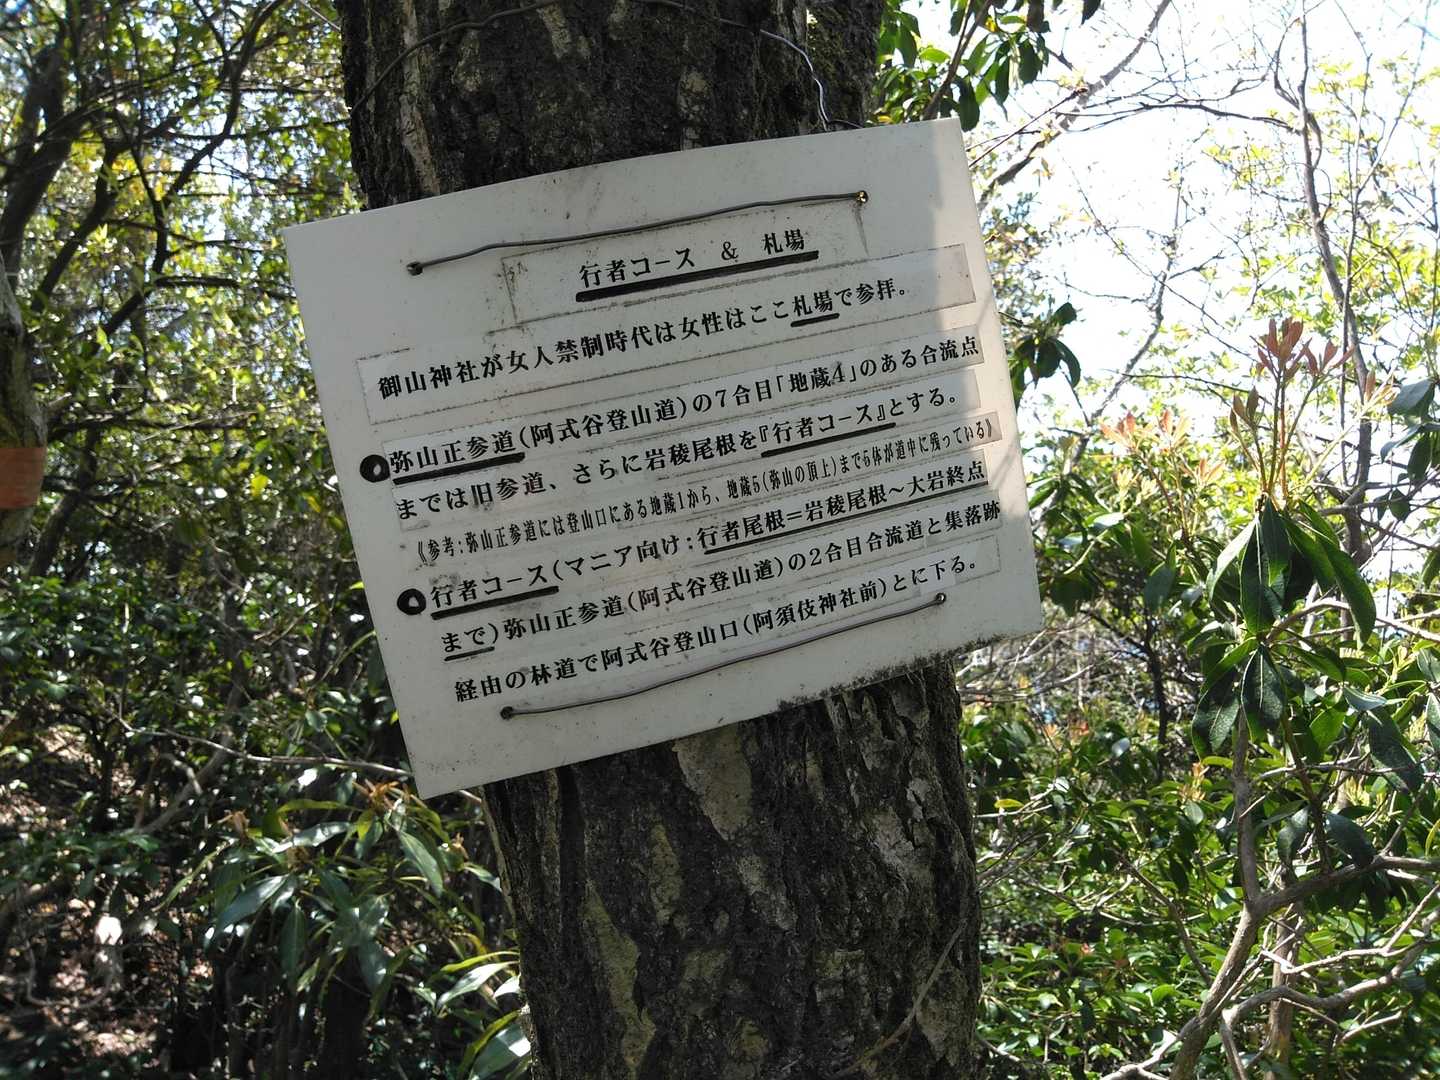 行者コース & 札場
御山神社が女人禁制時代は女性はここ札場で参拝。
弥山正参道(阿式谷登山道)の7合目「地蔵4」のある合流点
までは旧参道、さらに岩稜尾根を『行者コース』とする。
《参考:弥山正参道には登山口にある地蔵1から、地蔵5(弥山の頂上)まで5体が道中に残っている》
行者コース(マニア向け:行者尾根=岩稜尾根~大岩終点
まで)弥山正参道(阿式谷登山道)の2合目合流道と集落跡
経由の林道で阿式谷登山口(阿須伎神社前)とに下る。